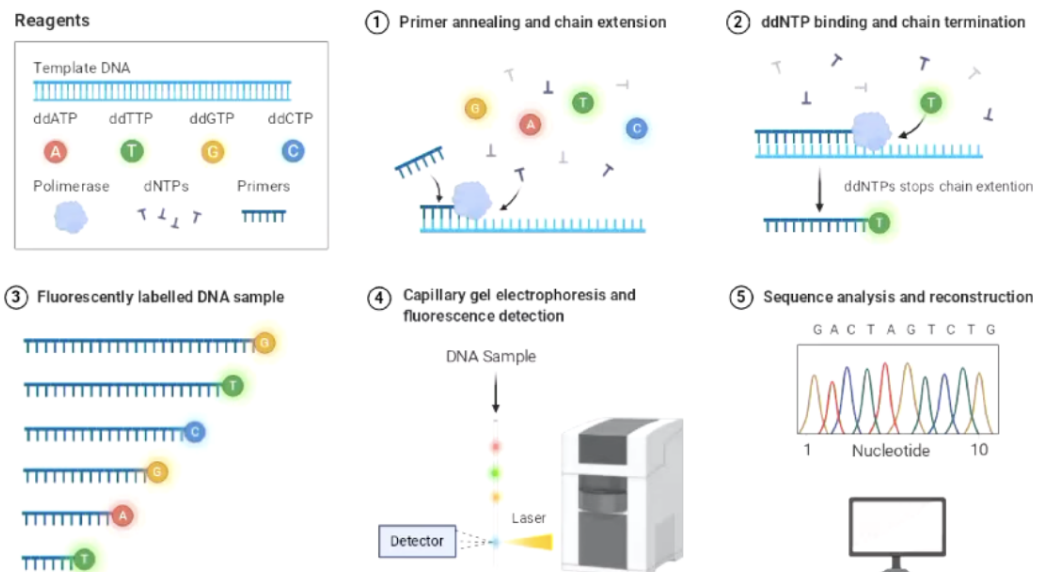 Reagents
Template DNA
ddATP ddTTP ddGTP ddCTP
A T G C
Polimerase dNTPs Primers
1 Primer annealing and chain extension
G A T C
2 ddNTP binding and chain termination
T
ddNTPs stops chain extention
T
3 Fluorescently labelled DNA sample
G
T
C
G
A
T
4 Capillary gel electrophoresis and
fluorescence detection
DNA Sample
Laser
Detector
5 Sequence analysis and reconstruction
G A C T A G T C T G
1 Nucleotide 10